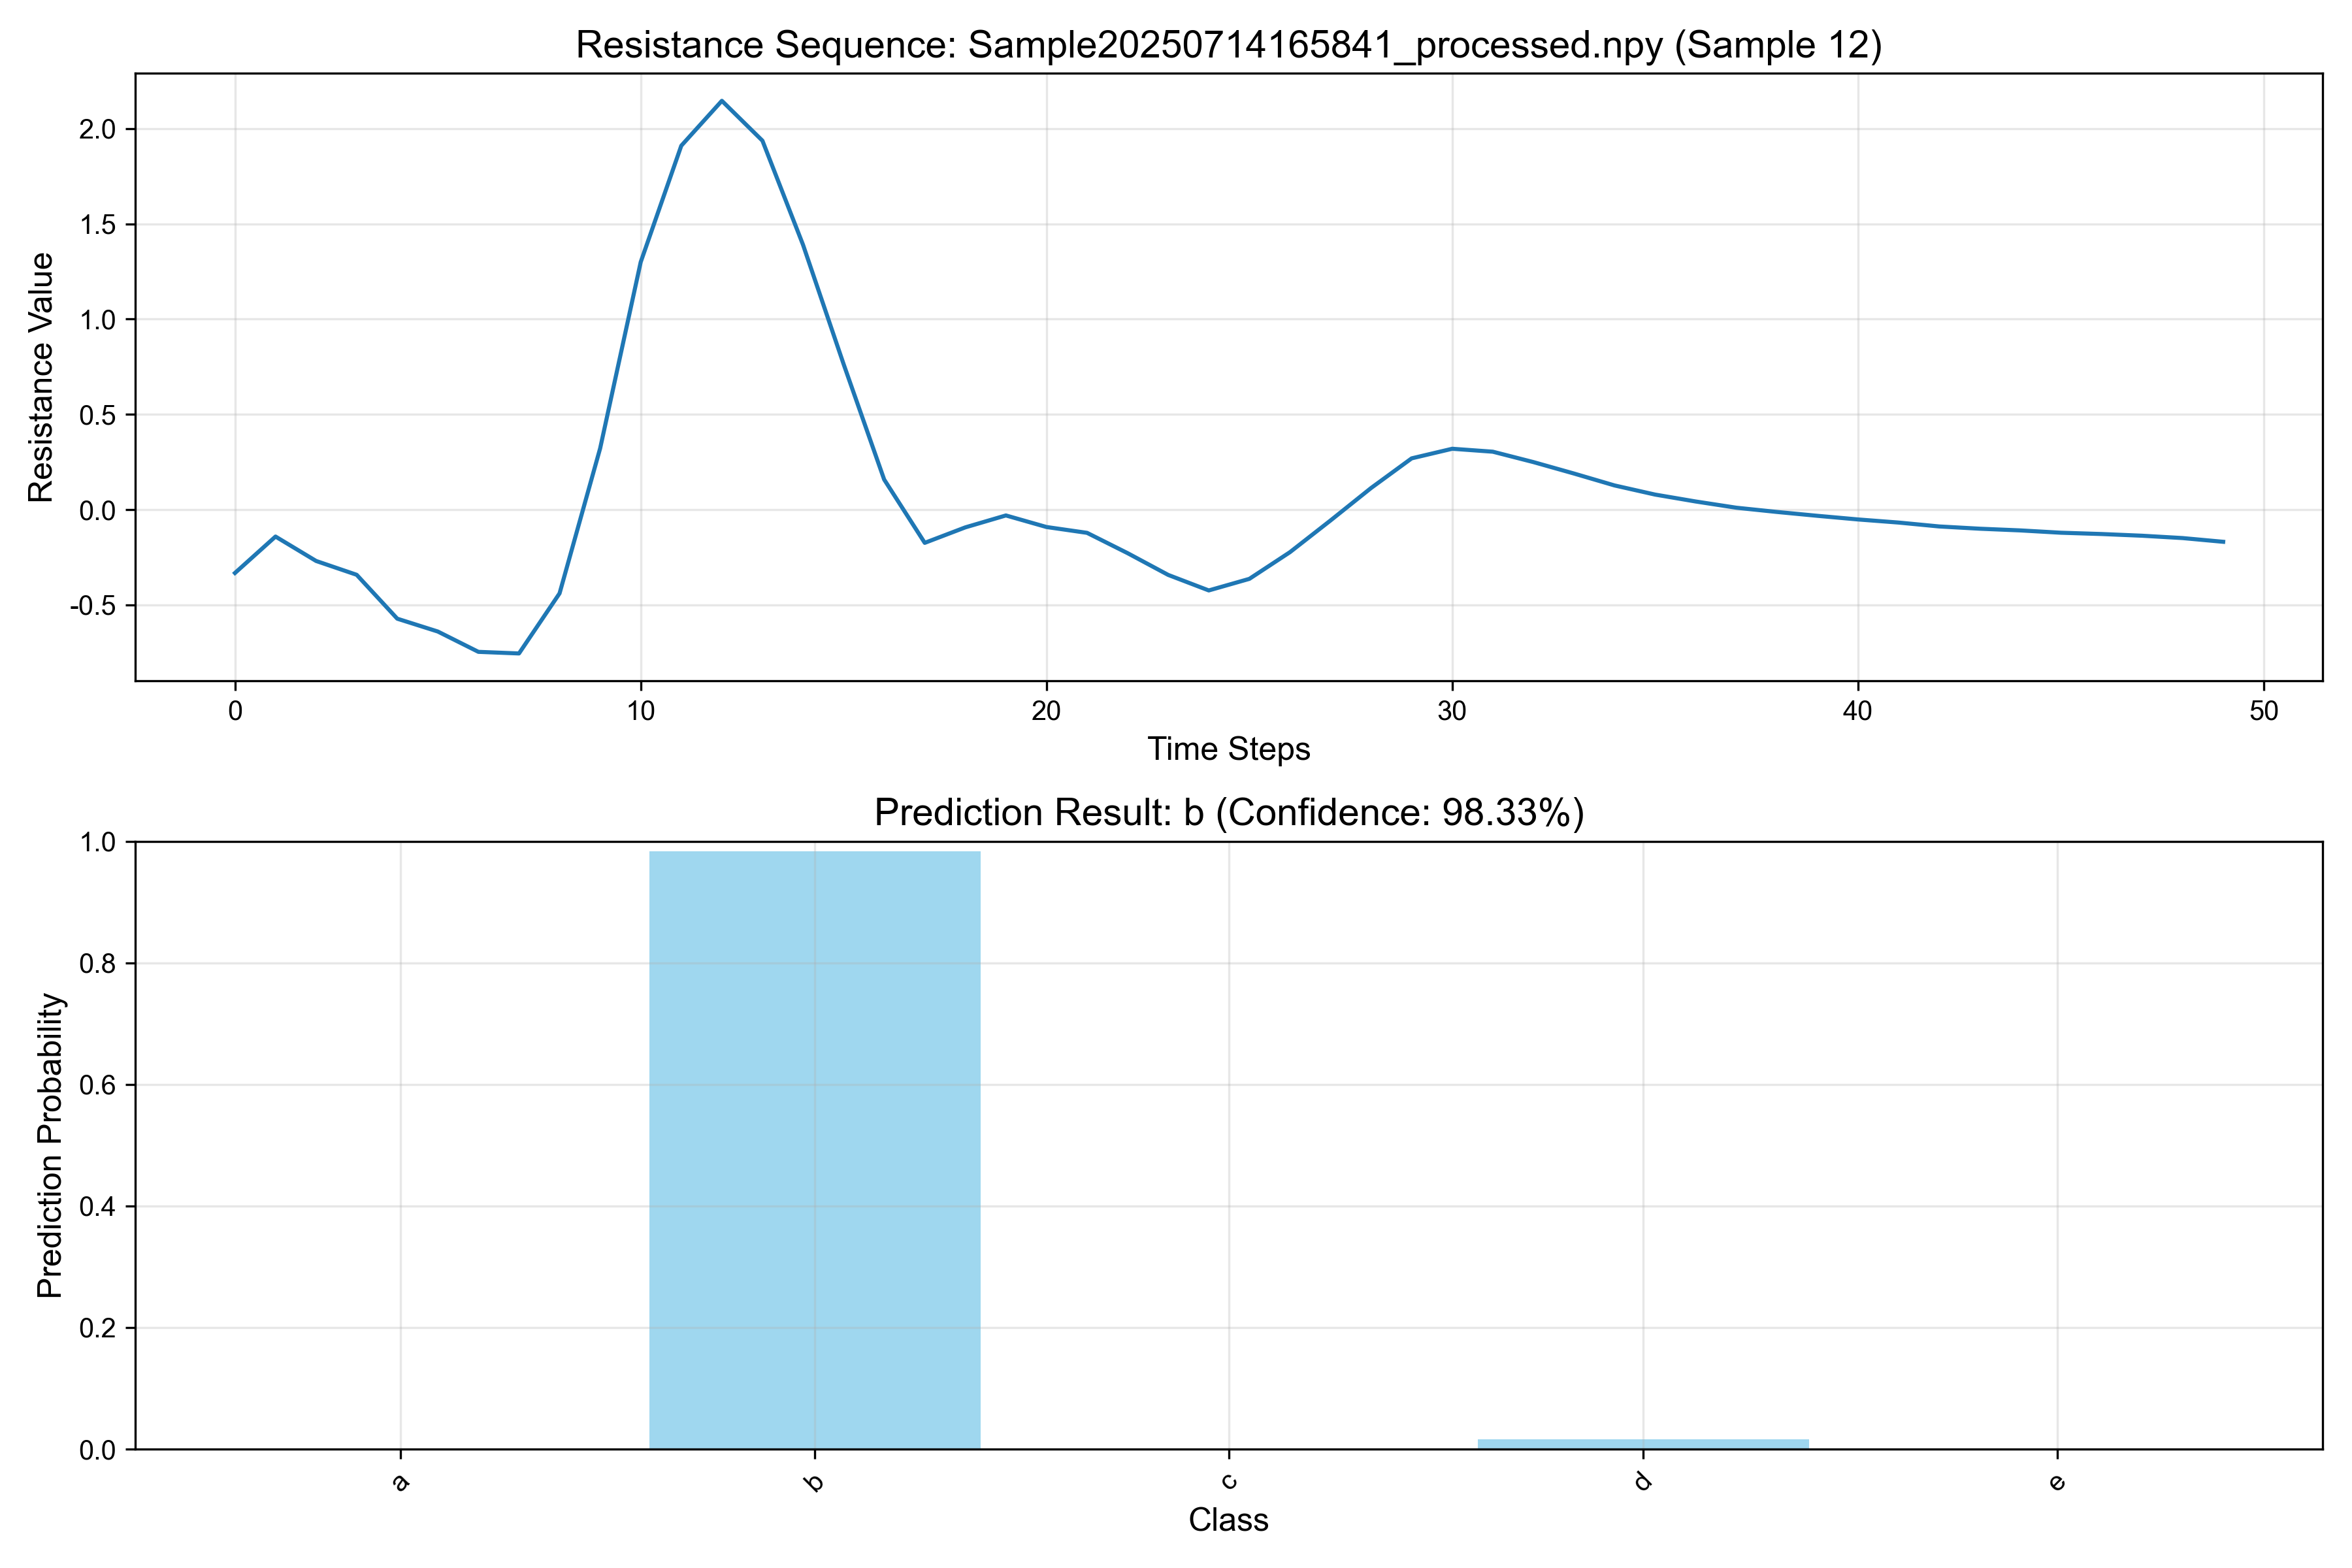 Resistance Sequence: Sample20250714165841_processed.npy (Sample 12)
Resistance Value
2.0
1.5
1.0
0.5
0.0
-0.5
0 10 20 30 40 50
Time Steps
Prediction Result: b (Confidence: 98.33%)
Prediction Probability
1.0
0.8
0.6
0.4
0.2
0.0
a b c d e
Class